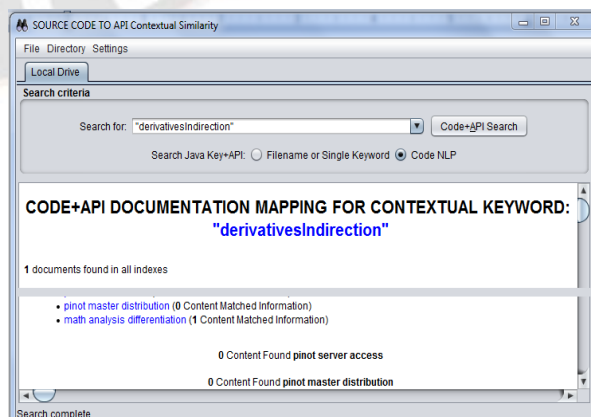 SOURCE CODE TO API Contextual Similarity
File Directory Settings
Local Drive
Search criteria
Search for: "derivativesIndirection" Code+API Search
Search Java Key+API: Filename or Single Keyword Code NLP
CODE+API DOCUMENTATION MAPPING FOR CONTEXTUAL KEYWORD:
"derivativesIndirection"
1 documents found in all indexes
• pinot master distribution (0 Content Matched Information)
• math analysis differentiation (1 Content Matched Information)
0 Content Found pinot server access
0 Content Found pinot master distribution
Search complete